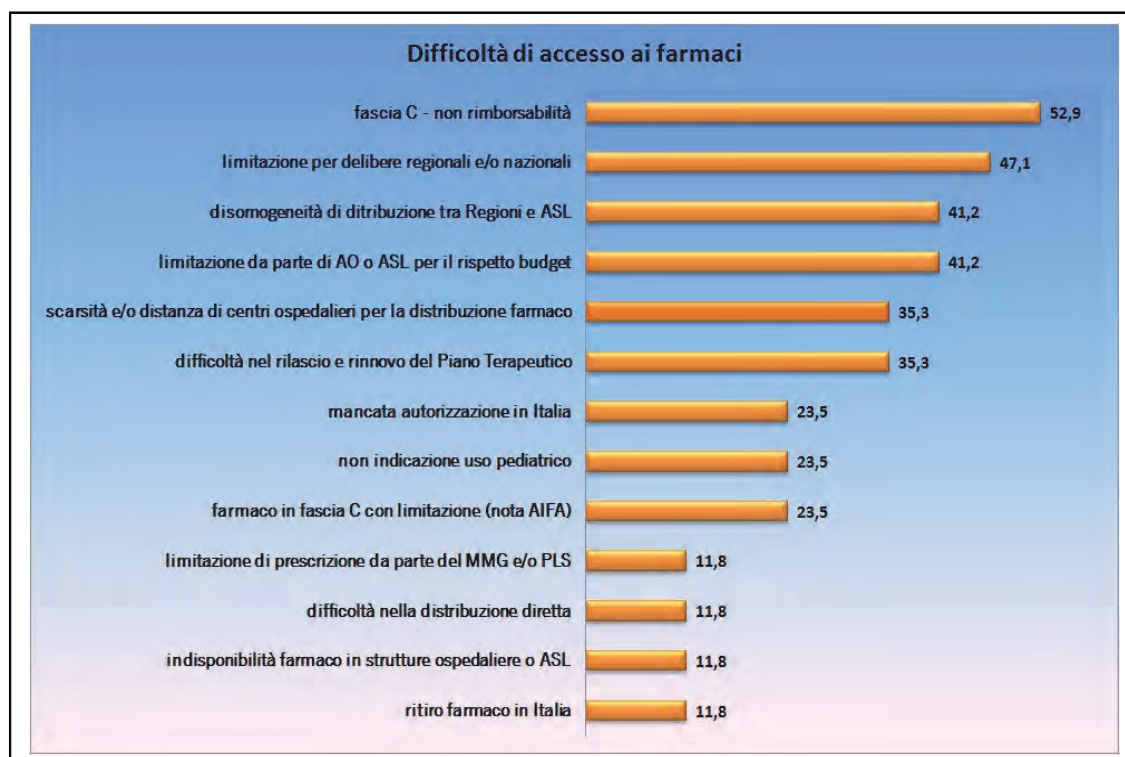 Difficoltà di accesso ai farmaci
fascia C - non rimborsabilità 52,9
limitazione per delibere regionali e/o nazionali 47,1
disomogeneità di ditribuzione tra Regioni e ASL 41,2
limitazione da parte di AO o ASL per il rispetto budget 41,2
scarsità e/o distanza di centri ospedalieri per la distribuzione farmaco 35,3
difficoltà nel rilascio e rinnovo del Piano Terapeutico 35,3
mancata autorizzazione in Italia 23,5
non indicazione uso pediatrico 23,5
farmaco in fascia C con limitazione (nota AIFA) 23,5
limitazione di prescrizione da parte del MMG e/o PLS 11,8
difficoltà nella distribuzione diretta 11,8
indisponibilità farmaco in strutture ospedaliere o ASL 11,8
ritiro farmaco in Italia 11,8